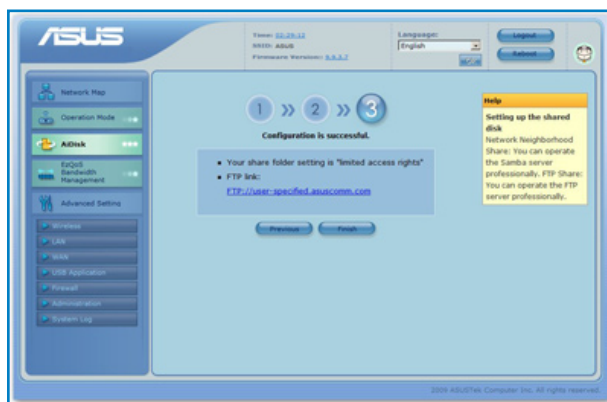 ASUS
Time: 02:29:12
SSID: ASUS
Firmware Version: 9.0.3.7
Language:
English
Logout
Reboot
Network Map
Operation Mode
AiDisk
EzQoS
Bandwidth
Management
Advanced Setting
Wireless
LAN
WAN
USB Application
Firewall
Administration
System Log
1 » 2 » 3
Configuration is successful.
Your share folder setting is "limited access rights"
FTP link:
FTP://user-specified.asuscomm.com
Previous
Finish
Help
Setting up the shared
disk
Network Neighborhood
Share: You can operate
the Samba server
professionally. FTP Share:
You can operate the FTP
server professionally.
2009 ASUSTek Computer Inc. All rights reserved.